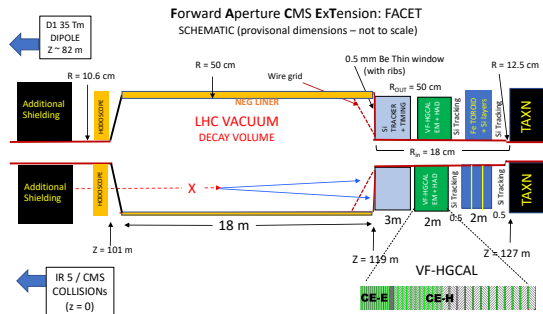 Forward Aperture CMS ExTension: FACET
SCHEMATIC (provisonal dimensions – not to scale)
D1 35 Tm
DIPOLE
Z ~ 82 m
R = 10.6 cm
R = 50 cm
0.5 mm Be Thin window
(with ribs)
Wire grid
R_OUT = 50 cm
R = 12.5 cm
Additional
Shielding
HODOSCOPE
NEG LINER
LHC VACUUM
DECAY VOLUME
SI
TRACKER
+ TIMING
VF-HGCAL
EM + HAD
Si Tracking
Fe TOROID
+ Si layers
Si Tracking
TAXN
R_in = 18 cm
Additional
Shielding
HODOSCOPE
X
VF-HGCAL
EM + HAD
Si Tracking
Si Tracking
TAXN
18 m
3m
2m
0.5
2m
0.5
Z = 101 m
Z = 119 m
Z = 127 m
IR 5 / CMS
COLLISIONS
(z = 0)
VF-HGCAL
CE-E
CE-H